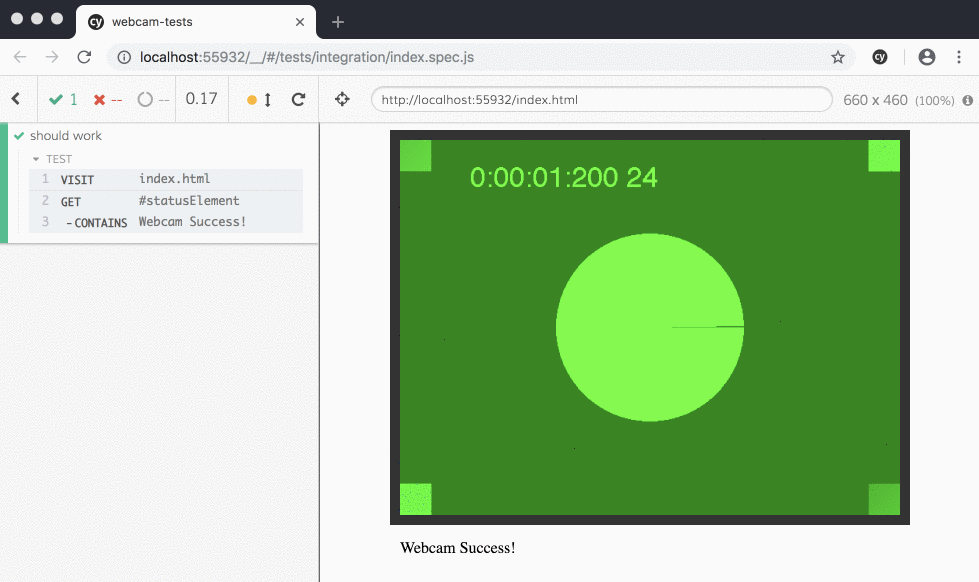 cy webcam-tests
localhost:55932/__/#/tests/integration/index.spec.js
cy
1 -- -- 0.17
http://localhost:55932/index.html
660 x 460 (100%)
should work
TEST
1 VISIT index.html
2 GET #statusElement
3 -CONTAINS Webcam Success!
0:00:01:200 24
Webcam Success!